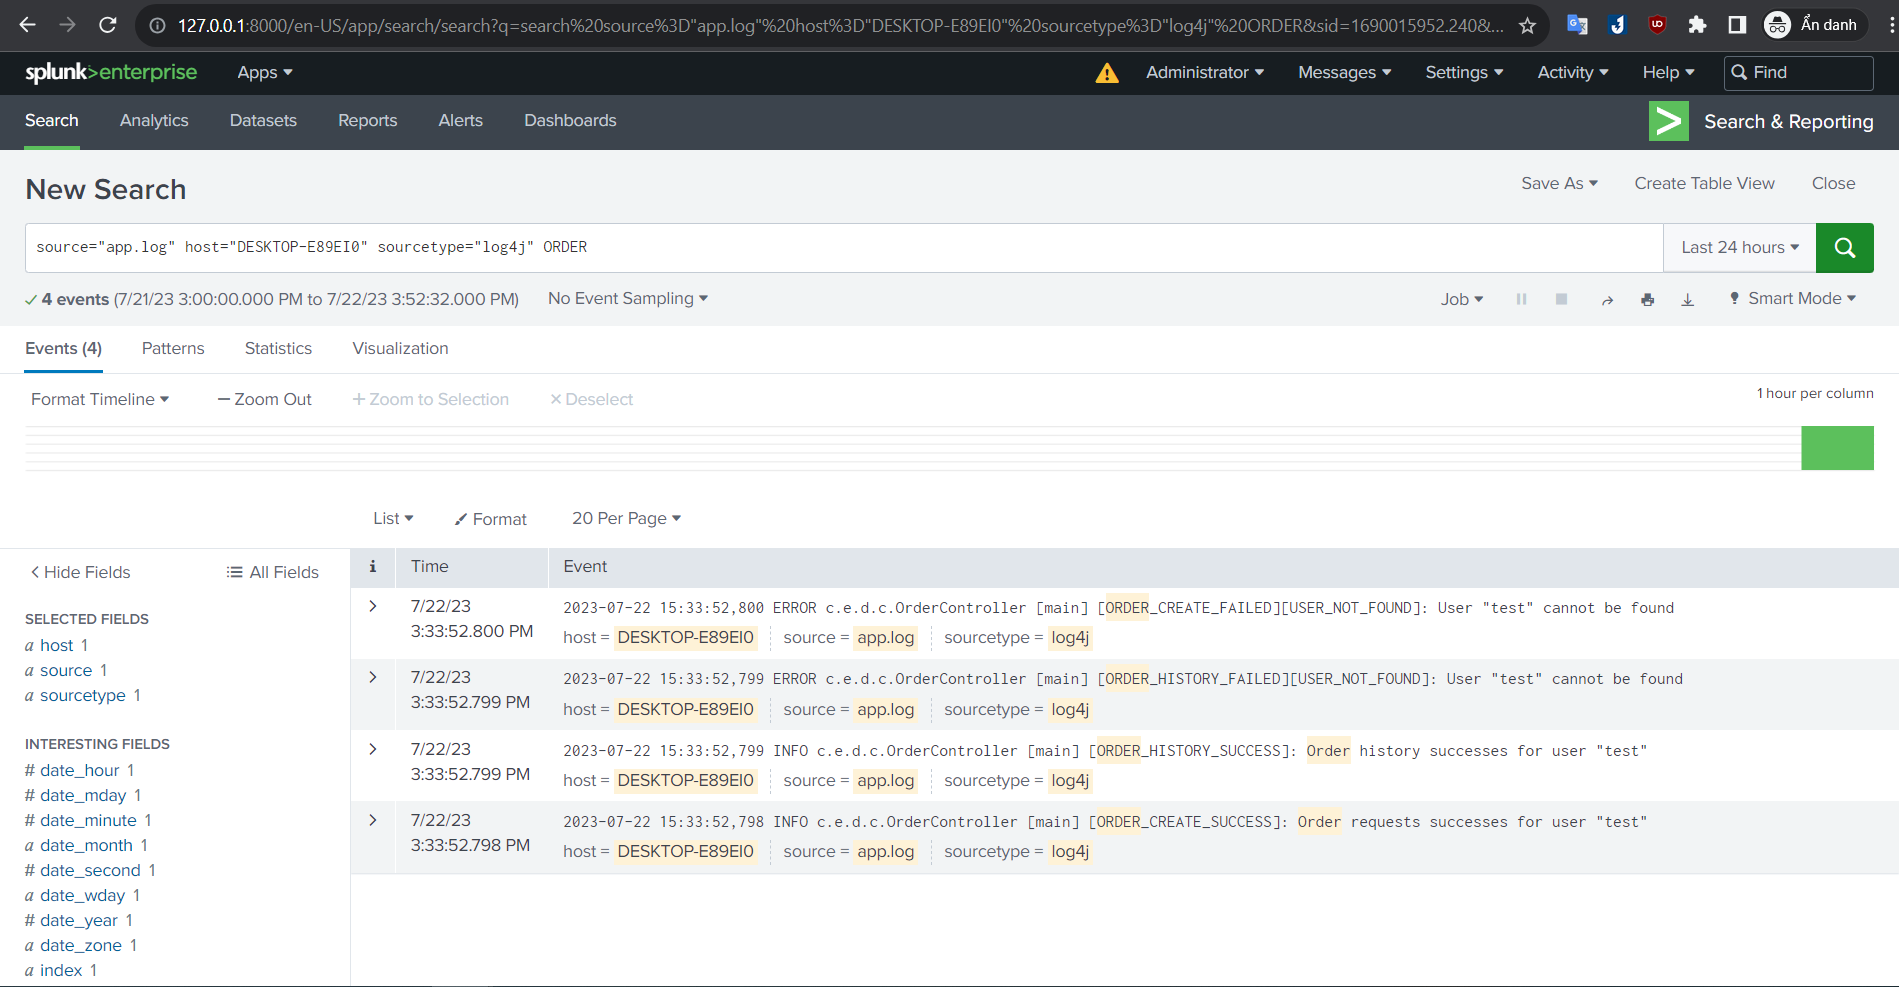 127.0.0.1:8000/en-US/app/search/search?q=search%20source%3D"app.log"%20host%3D"DESKTOP-E89EI0"%20sourcetype%3D"log4j"%20ORDER&sid=1690015952.240&...
Ẩn danh
splunk>enterprise Apps Administrator Messages Settings Activity Help Find
Search Analytics Datasets Reports Alerts Dashboards Search & Reporting
New Search Save As Create Table View Close
source="app.log" host="DESKTOP-E89EI0" sourcetype="log4j" ORDER Last 24 hours
4 events (7/21/23 3:00:00.000 PM to 7/22/23 3:52:32.000 PM) No Event Sampling Job Smart Mode
Events (4) Patterns Statistics Visualization
Format Timeline — Zoom Out + Zoom to Selection × Deselect 1 hour per column
List Format 20 Per Page
< Hide Fields All Fields
SELECTED FIELDS
a host 1
a source 1
a sourcetype 1
INTERESTING FIELDS
# date_hour 1
# date_mday 1
# date_minute 1
a date_month 1
# date_second 1
a date_wday 1
# date_year 1
a date_zone 1
a index 1
i Time Event
7/22/23
3:33:52.800 PM
2023-07-22 15:33:52,800 ERROR c.e.d.c.OrderController [main] [ORDER_CREATE_FAILED][USER_NOT_FOUND]: User "test" cannot be found
host = DESKTOP-E89EI0 source = app.log sourcetype = log4j
7/22/23
3:33:52.799 PM
2023-07-22 15:33:52,799 ERROR c.e.d.c.OrderController [main] [ORDER_HISTORY_FAILED][USER_NOT_FOUND]: User "test" cannot be found
host = DESKTOP-E89EI0 source = app.log sourcetype = log4j
7/22/23
3:33:52.799 PM
2023-07-22 15:33:52,799 INFO c.e.d.c.OrderController [main] [ORDER_HISTORY_SUCCESS]: Order history successes for user "test"
host = DESKTOP-E89EI0 source = app.log sourcetype = log4j
7/22/23
3:33:52.798 PM
2023-07-22 15:33:52,798 INFO c.e.d.c.OrderController [main] [ORDER_CREATE_SUCCESS]: Order requests successes for user "test"
host = DESKTOP-E89EI0 source = app.log sourcetype = log4j